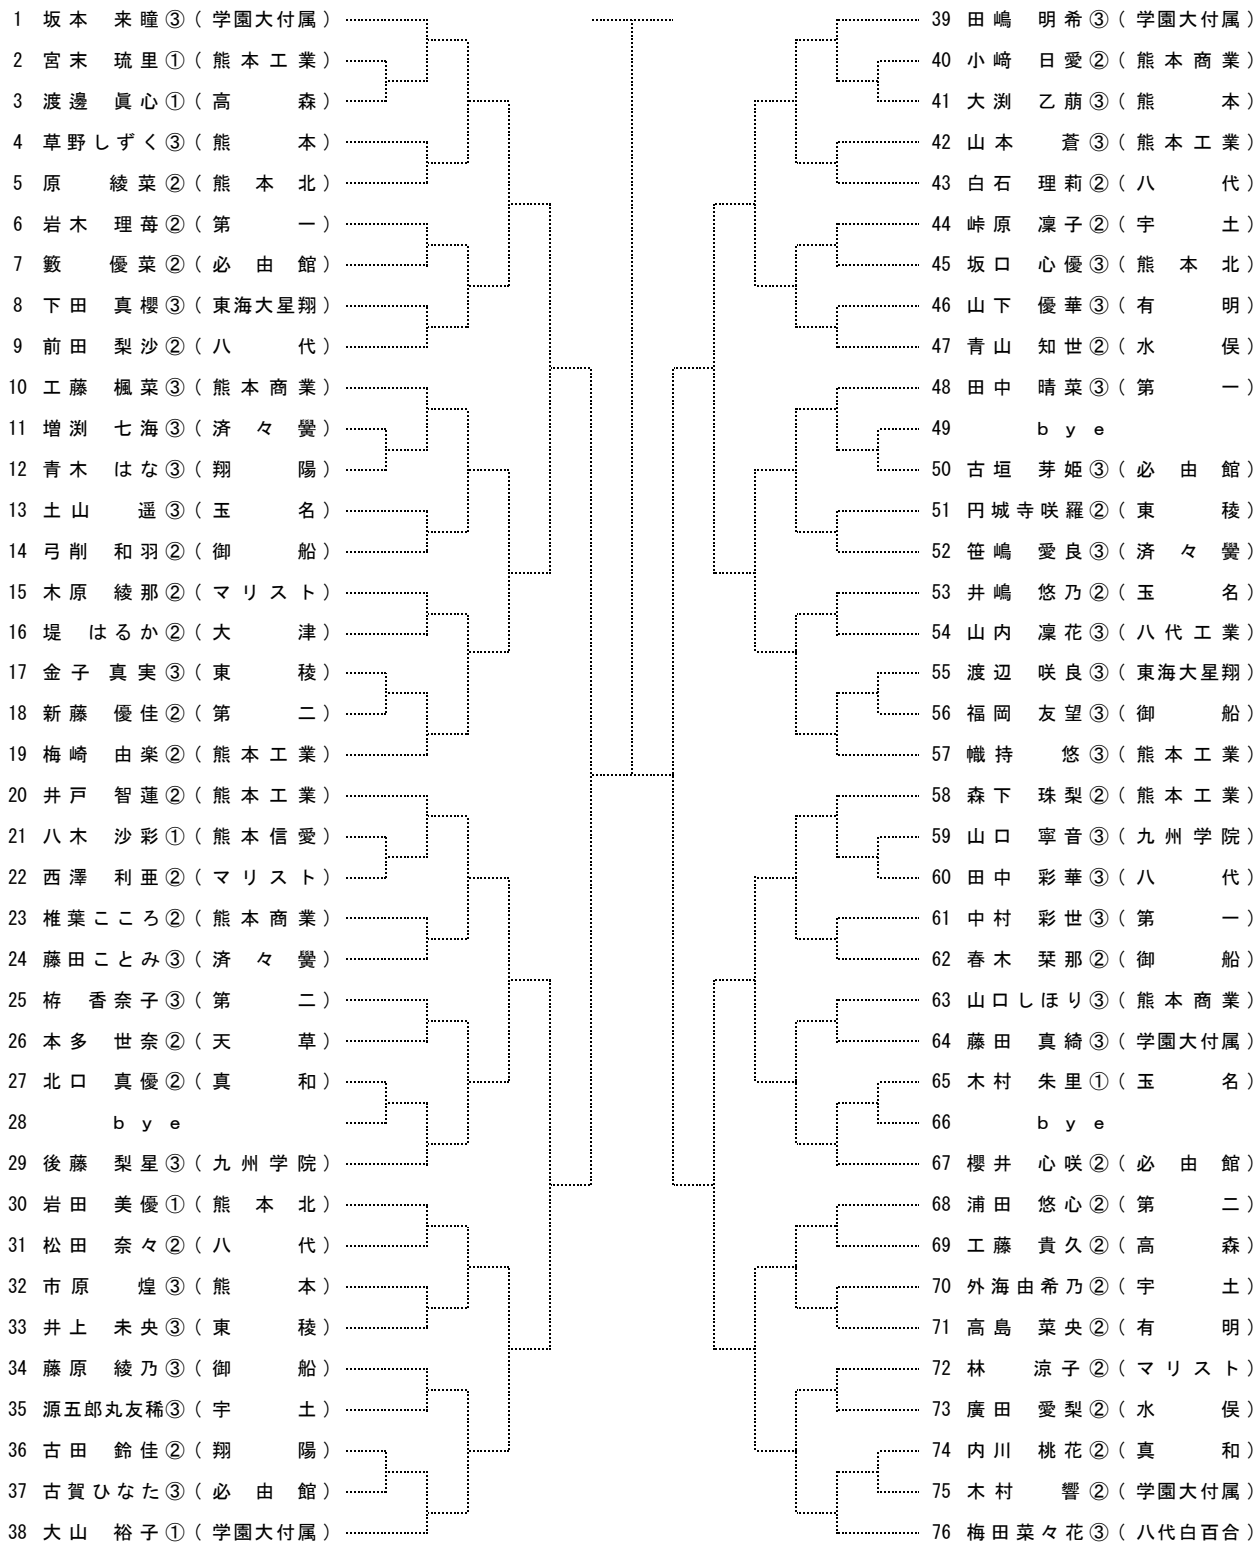 1 坂本 来瞳③（学園大付属）
2 宮末 琉里①（熊本工業）
3 渡邊 眞心①（高森）
4 草野しずく③（熊本）
5 原 綾菜②（熊本北）
6 岩木 理苺②（第一）
7 籔 優菜②（必由館）
8 下田 真櫻③（東海大星翔）
9 前田 梨沙②（八代）
10 工藤 楓菜③（熊本商業）
11 増渕 七海③（済々黌）
12 青木 はな③（翔陽）
13 土山 遥③（玉名）
14 弓削 和羽②（御船）
15 木原 綾那②（マリスト）
16 堤 はるか②（大津）
17 金子 真実③（東稜）
18 新藤 優佳②（第二）
19 梅崎 由楽②（熊本工業）
20 井戸 智蓮②（熊本工業）
21 八木 沙彩①（熊本信愛）
22 西澤 利亜②（マリスト）
23 椎葉こころ②（熊本商業）
24 藤田ことみ③（済々黌）
25 栫 香奈子③（第二）
26 本多 世奈②（天草）
27 北口 真優②（真和）
28 bye
29 後藤 梨星③（九州学院）
30 岩田 美優①（熊本北）
31 松田 奈々②（八代）
32 市原 煌③（熊本）
33 井上 未央③（東稜）
34 藤原 綾乃③（御船）
35 源五郎丸友稀③（宇土）
36 古田 鈴佳②（翔陽）
37 古賀ひなた③（必由館）
38 大山 裕子①（学園大付属）
39 田嶋 明希③（学園大付属）
40 小﨑 日愛②（熊本商業）
41 大渕 乙萠③（熊本）
42 山本 蒼③（熊本工業）
43 白石 理莉②（八代）
44 峠原 凜子②（宇土）
45 坂口 心優③（熊本北）
46 山下 優華③（有明）
47 青山 知世②（水俣）
48 田中 晴菜③（第一）
49 bye
50 古垣 芽姫③（必由館）
51 円城寺咲羅②（東稜）
52 笹嶋 愛良③（済々黌）
53 井嶋 悠乃②（玉名）
54 山内 凜花③（八代工業）
55 渡辺 咲良③（東海大星翔）
56 福岡 友望③（御船）
57 幟持 悠③（熊本工業）
58 森下 珠梨②（熊本工業）
59 山口 寧音③（九州学院）
60 田中 彩華③（八代）
61 中村 彩世③（第一）
62 春木 栞那②（御船）
63 山口しほり③（熊本商業）
64 藤田 真綺③（学園大付属）
65 木村 朱里①（玉名）
66 bye
67 櫻井 心咲②（必由館）
68 浦田 悠心②（第二）
69 工藤 貴久②（高森）
70 外海由希乃②（宇土）
71 高島 菜央②（有明）
72 林 涼子②（マリスト）
73 廣田 愛梨②（水俣）
74 内川 桃花②（真和）
75 木村 響②（学園大付属）
76 梅田菜々花③（八代白百合）